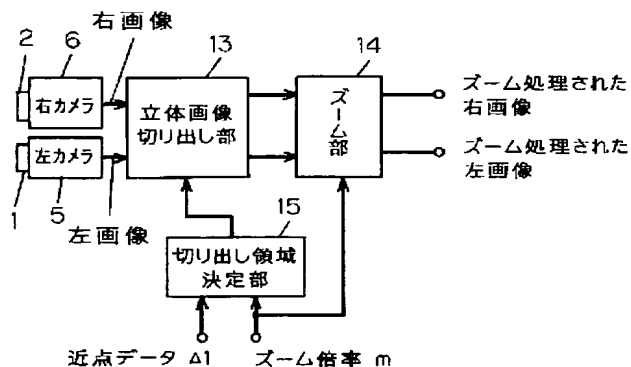 右画像
2
6
13
14
右カメラ
立体画像
切り出し部
ズーム部
ズーム処理された
右画像
左カメラ
ズーム処理された
左画像
1
5
左画像
15
切り出し領域
決定部
近点データ Δ1
ズーム倍率 m